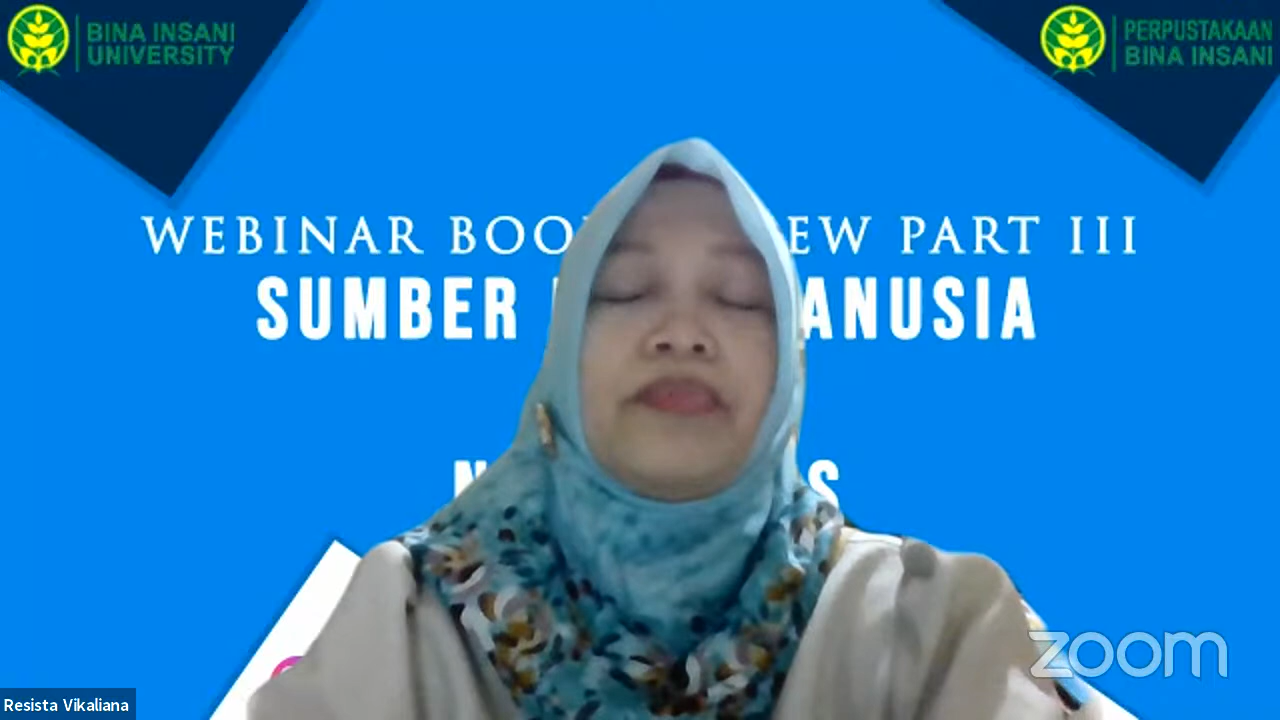 BINA INSANI
UNIVERSITY
PERPUSTAKAAN
BINA INSANI
WEBINAR BOO EW PART III
SUMBER ANUSIA
N S
zoom
Resista Vikaliana